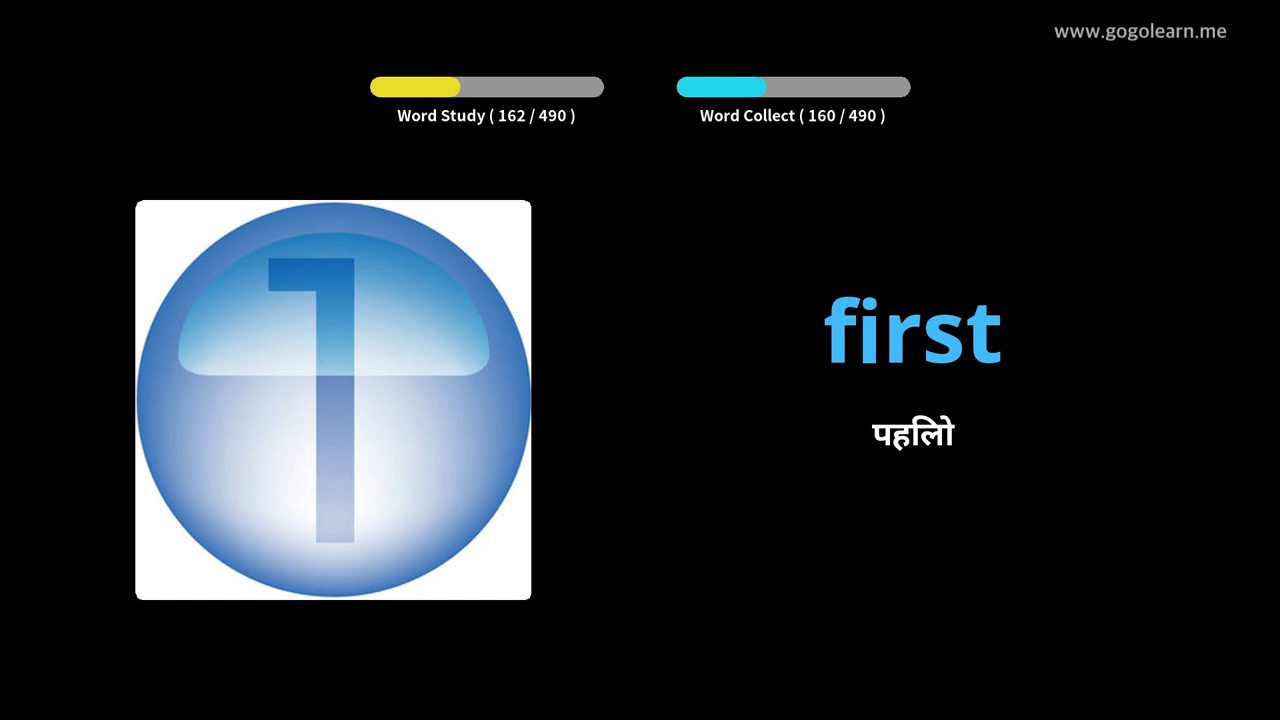 www.gogolearn.me
Word Study ( 162 / 490 )
Word Collect ( 160 / 490 )
1
first
पहिलो